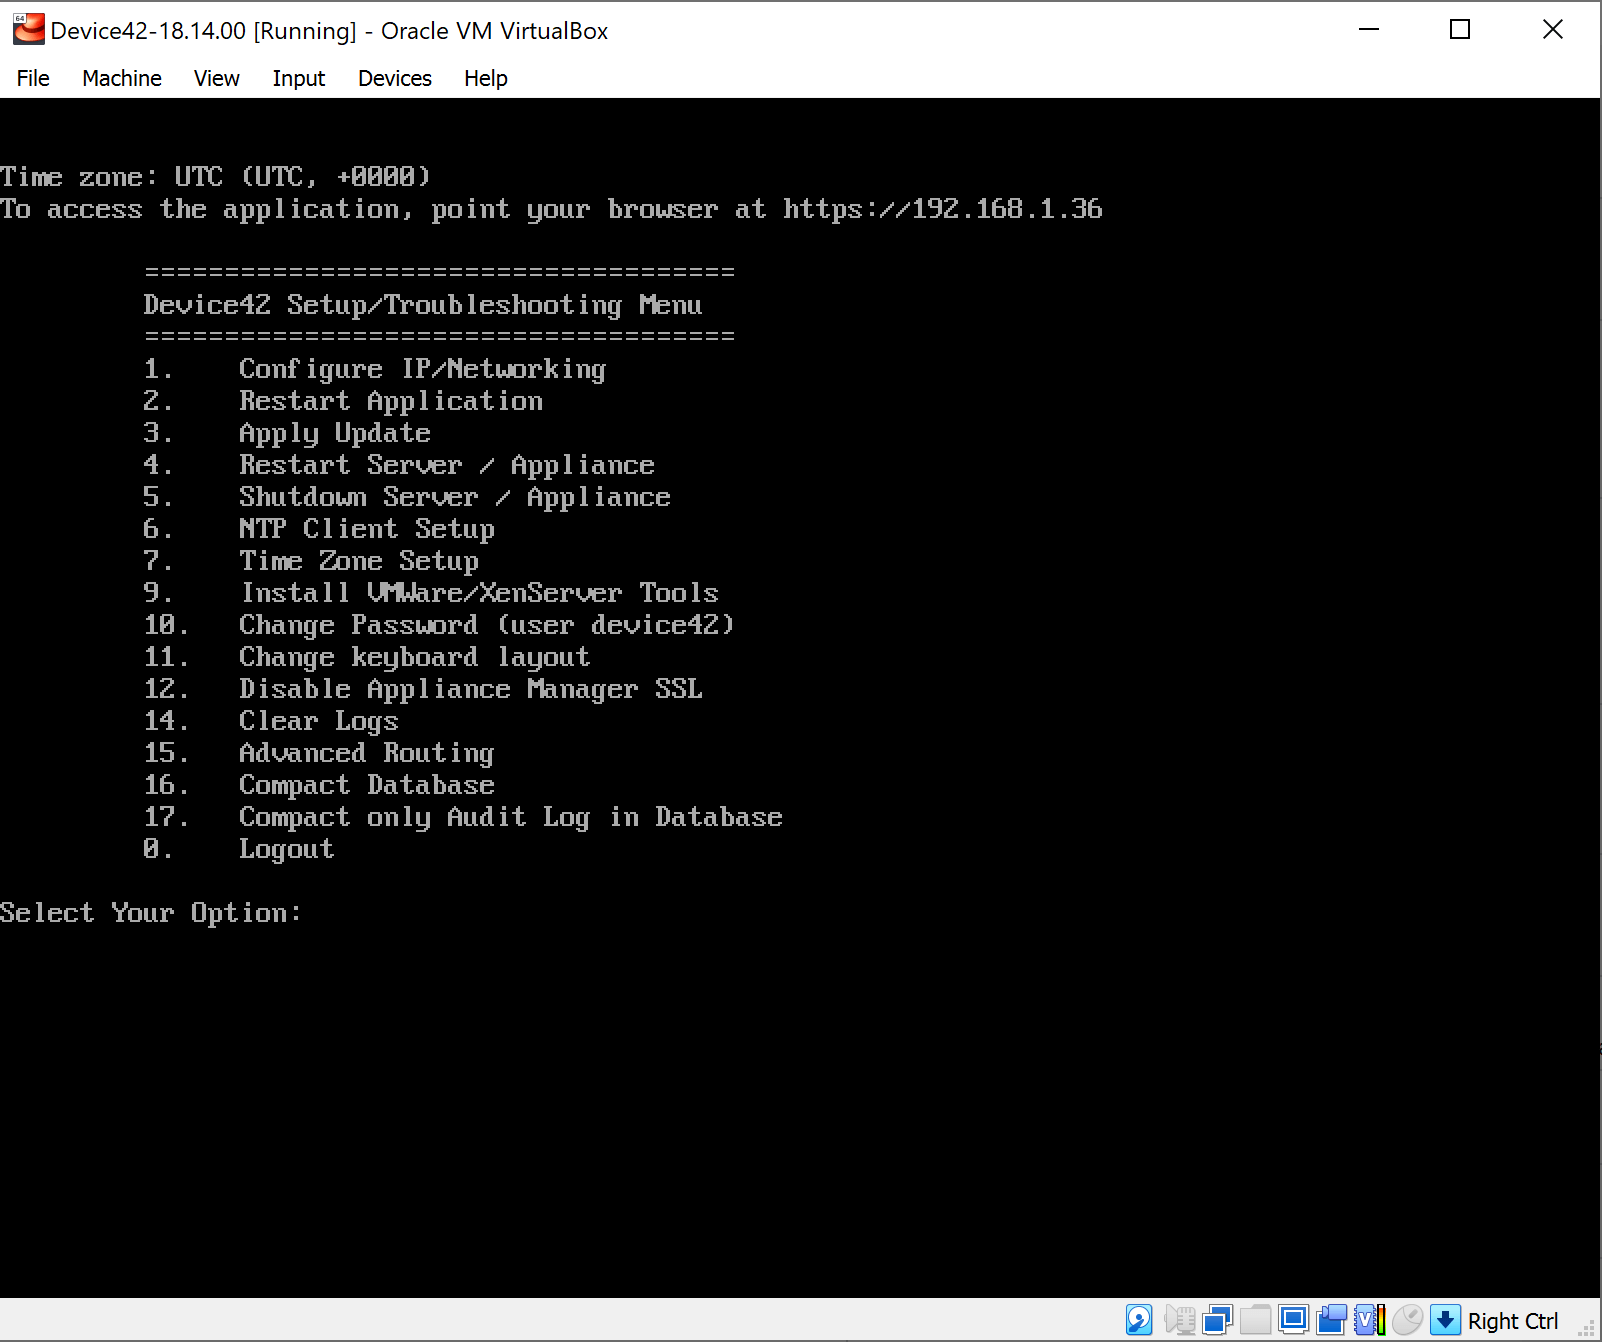 64
Device42-18.14.00 [Running] - Oracle VM VirtualBox
File Machine View Input Devices Help
Time zone: UTC (UTC, +0000)
To access the application, point your browser at https://192.168.1.36
=====================================
Device42 Setup/Troubleshooting Menu
=====================================
1. Configure IP/Networking
2. Restart Application
3. Apply Update
4. Restart Server / Appliance
5. Shutdown Server / Appliance
6. NTP Client Setup
7. Time Zone Setup
9. Install VMWare/XenServer Tools
10. Change Password (user device42)
11. Change keyboard layout
12. Disable Appliance Manager SSL
14. Clear Logs
15. Advanced Routing
16. Compact Database
17. Compact only Audit Log in Database
0. Logout
Select Your Option:
Right Ctrl